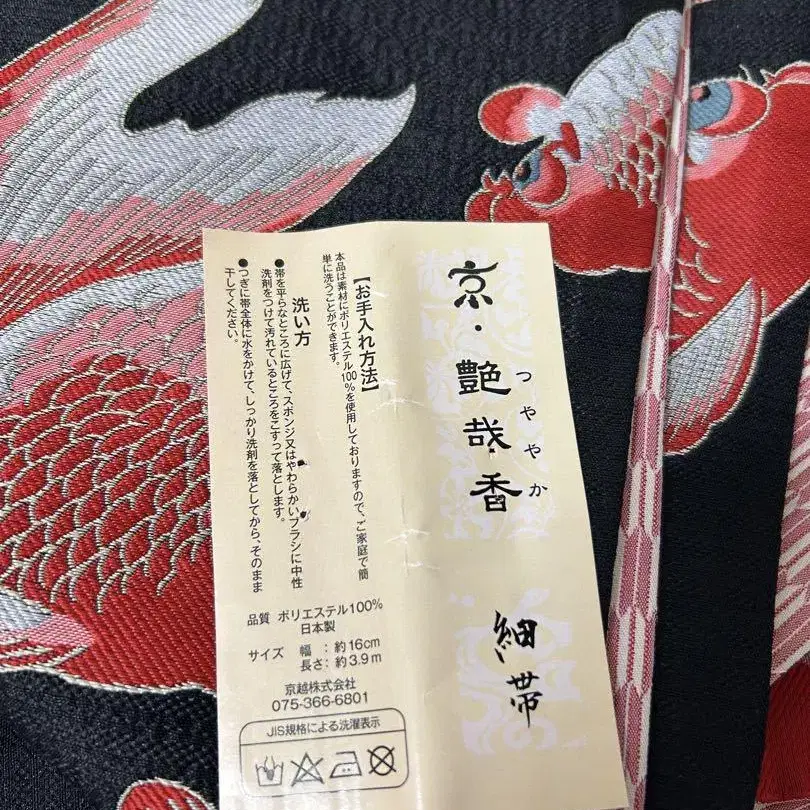 京・艶哉香
つややか
細帯
【お手入れ方法】
本品は素材にポリエステル100%を使用しておりますので、ご家庭で簡
単に洗うことができます。
洗い方
●帯を平らなところに広げて、スポンジ又はやわらかいブラシに中性
洗剤をつけて汚れているところをこすって落とします。
●つぎに帯全体に水をかけて、しっかり洗剤を落としてから、そのまま
干してください。
品質 ポリエステル100%
日本製
サイズ 幅：約16cm
長さ：約3.9m
京越株式会社
075-366-6801
JIS規格による洗濯表示